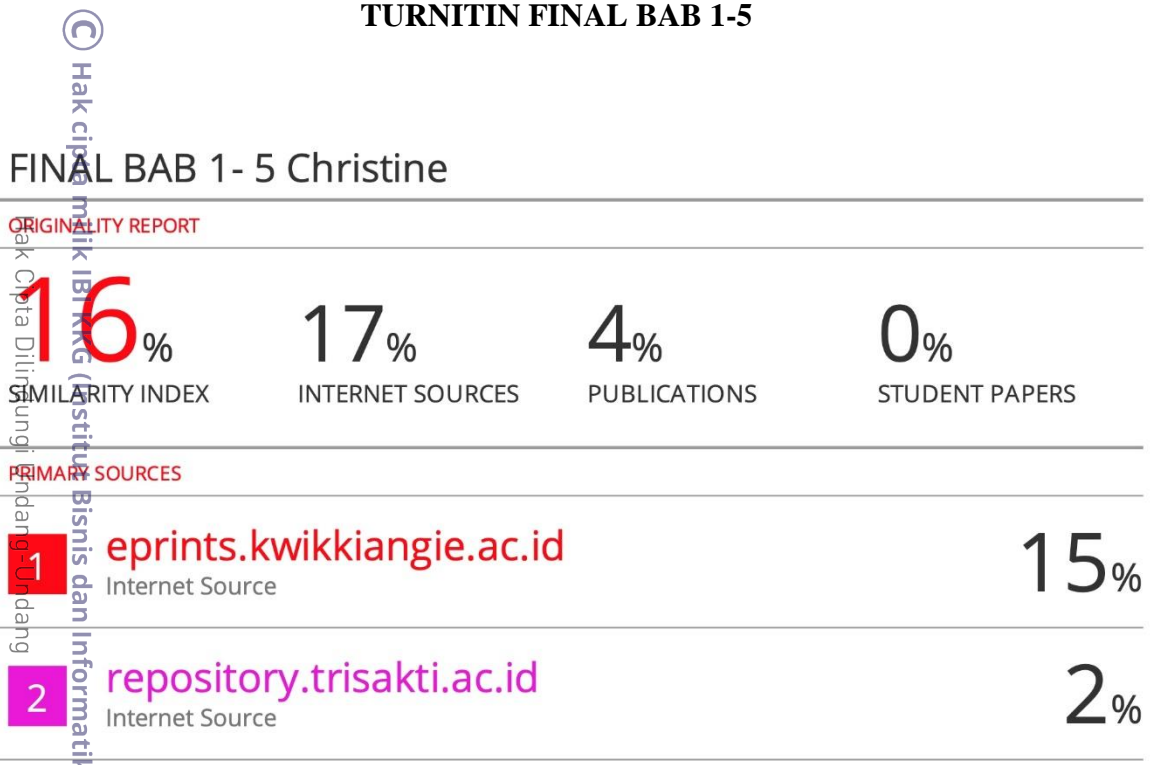 TURNITIN FINAL BAB 1-5
FINAL BAB 1- 5 Christine
ORIGINALITY REPORT
16%
SIMILARITY INDEX
17%
INTERNET SOURCES
4%
PUBLICATIONS
0%
STUDENT PAPERS
PRIMARY SOURCES
1
eprints.kwikkiangie.ac.id
Internet Source
15%
2
repository.trisakti.ac.id
Internet Source
2%
© Hak cipta milik IBI KKG (Institut Bisnis dan Informatik
Hak Cipta Dilindungi Undang-Undang